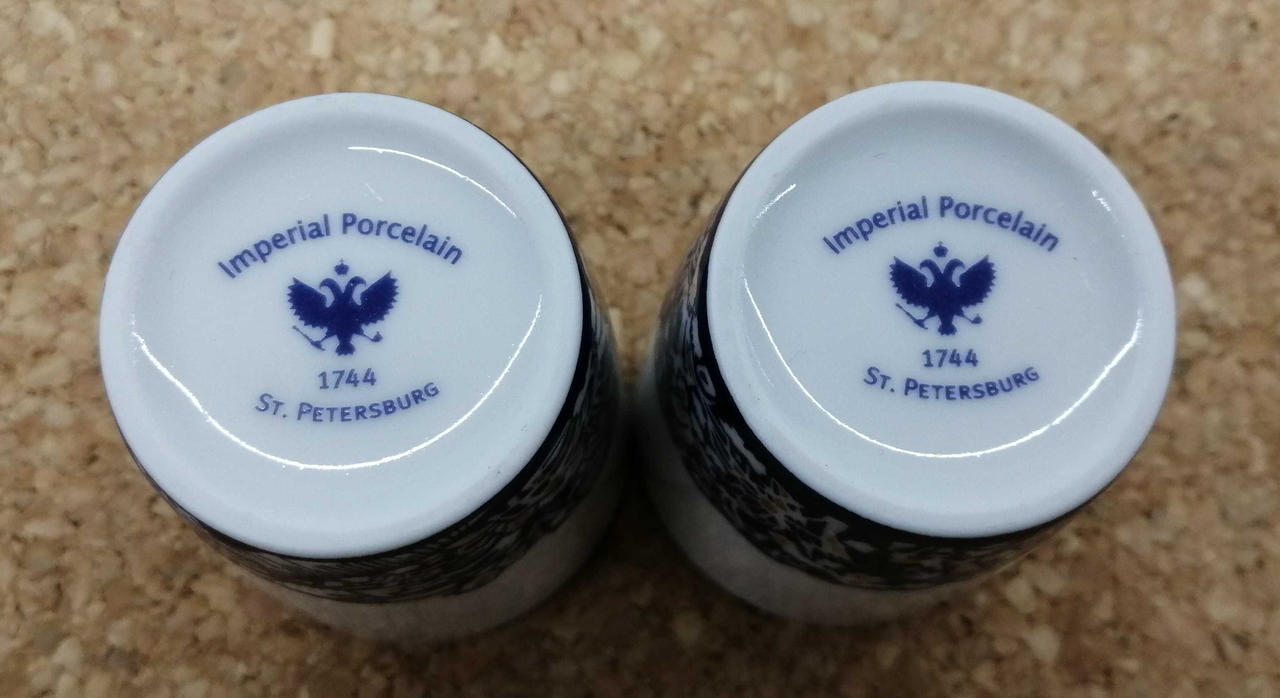 Imperial Porcelain
1744
St. Petersburg
Imperial Porcelain
1744
St. Petersburg